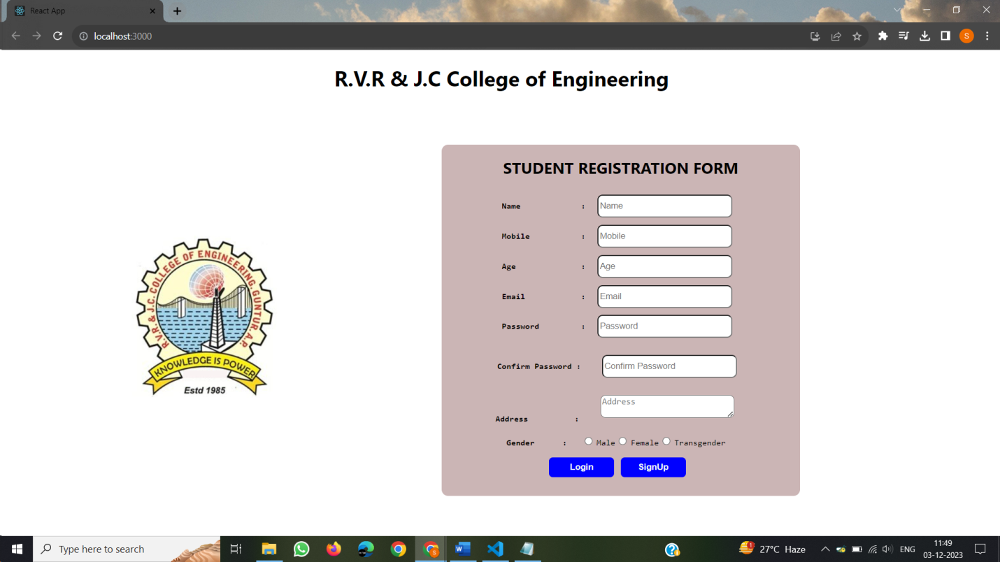 React App
localhost:3000
S
R.V.R & J.C College of Engineering
STUDENT REGISTRATION FORM
Name : Name
Mobile : Mobile
Age : Age
Email : Email
Password : Password
Confirm Password : Confirm Password
Address : Address
Gender : Male Female Transgender
Login SignUp
R.V.R. & J.C. COLLEGE OF ENGINEERING, GUNTUR. A.P.
KNOWLEDGE IS POWER
Estd 1985
Type here to search
27°C Haze
ENG
11:49
03-12-2023